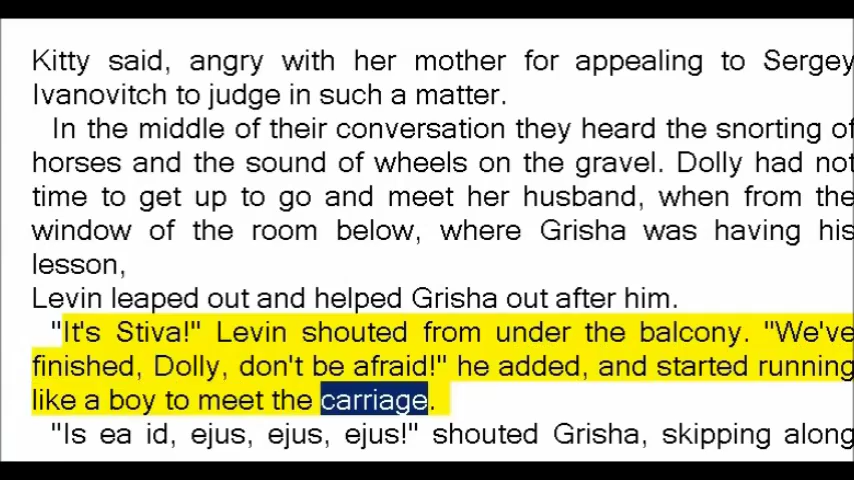 Kitty said, angry with her mother for appealing to Sergey
Ivanovitch to judge in such a matter.
In the middle of their conversation they heard the snorting of
horses and the sound of wheels on the gravel. Dolly had not
time to get up to go and meet her husband, when from the
window of the room below, where Grisha was having his
lesson,
Levin leaped out and helped Grisha out after him.
"It's Stiva!" Levin shouted from under the balcony. "We've
finished, Dolly, don't be afraid!" he added, and started running
like a boy to meet the carriage.
"Is ea id, ejus, ejus, ejus!" shouted Grisha, skipping along